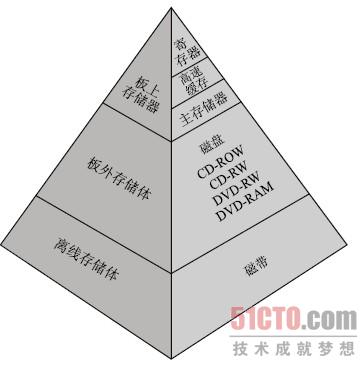 寄
存器
高速
缓存
主存储器
板上
存储器
磁盘
CD-ROW
CD-RW
DVD-RW
DVD-RAM
板外存储体
磁带
离线存储体
51CTO.com
技术成就梦想